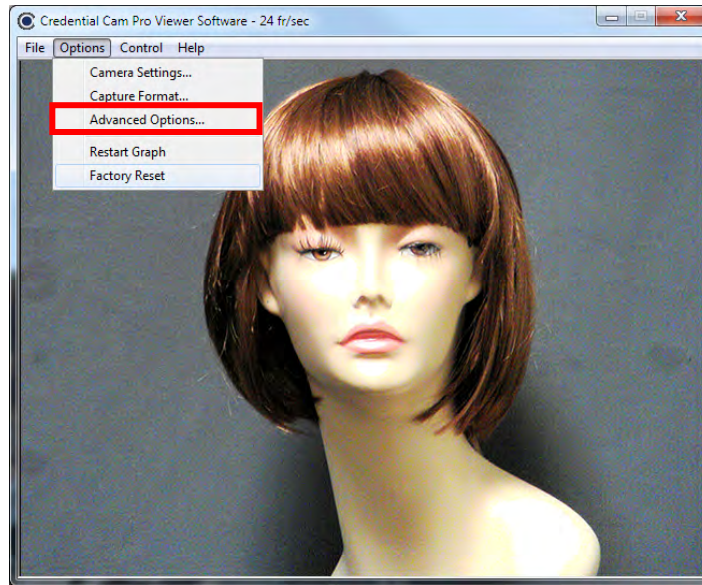 Credential Cam Pro Viewer Software - 24 fr/sec
File Options Control Help
Camera Settings...
Capture Format...
Advanced Options...
Restart Graph
Factory Reset